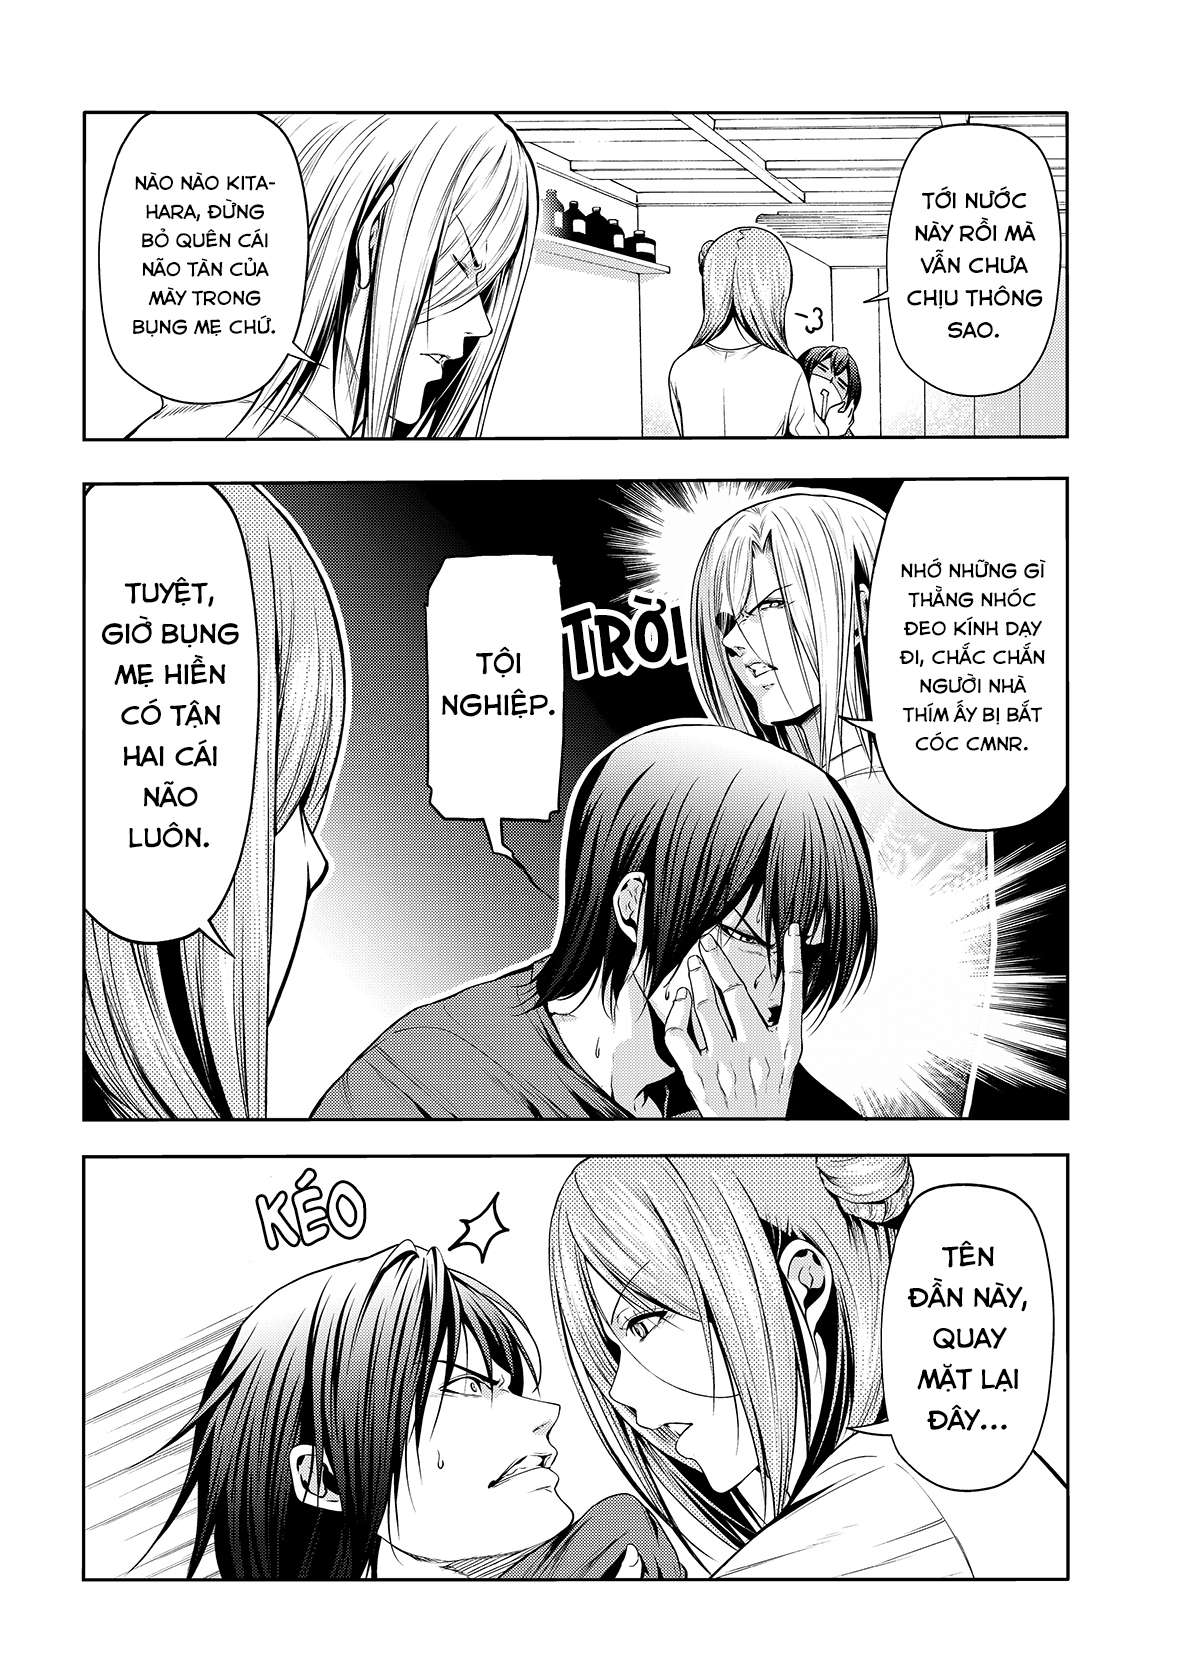 TỚI NƯỚC
NÀY RỒI MÀ
VẪN CHƯA
CHỊU THÔNG
SAO.
NÀO NÀO KITA-
HARA, ĐỪNG
BỎ QUÊN CÁI
NÃO TÀN CỦA
MÀY TRONG
BỤNG MẸ CHỨ.
NHỚ NHỮNG GÌ
THẰNG NHÓC
ĐEO KÍNH DẠY
ĐI, CHẮC CHẮN
NGƯỜI NHÀ
THÍM ẤY BỊ BẮT
CÓC CMNR.
TRỜI
TỘI
NGHIỆP.
TUYỆT,
GIỜ BỤNG
MẸ HIỀN
CÓ TẬN
HAI CÁI
NÃO
LUÔN.
TÊN
ĐẦN NÀY,
QUAY
MẶT LẠI
ĐÂY...
KÉO